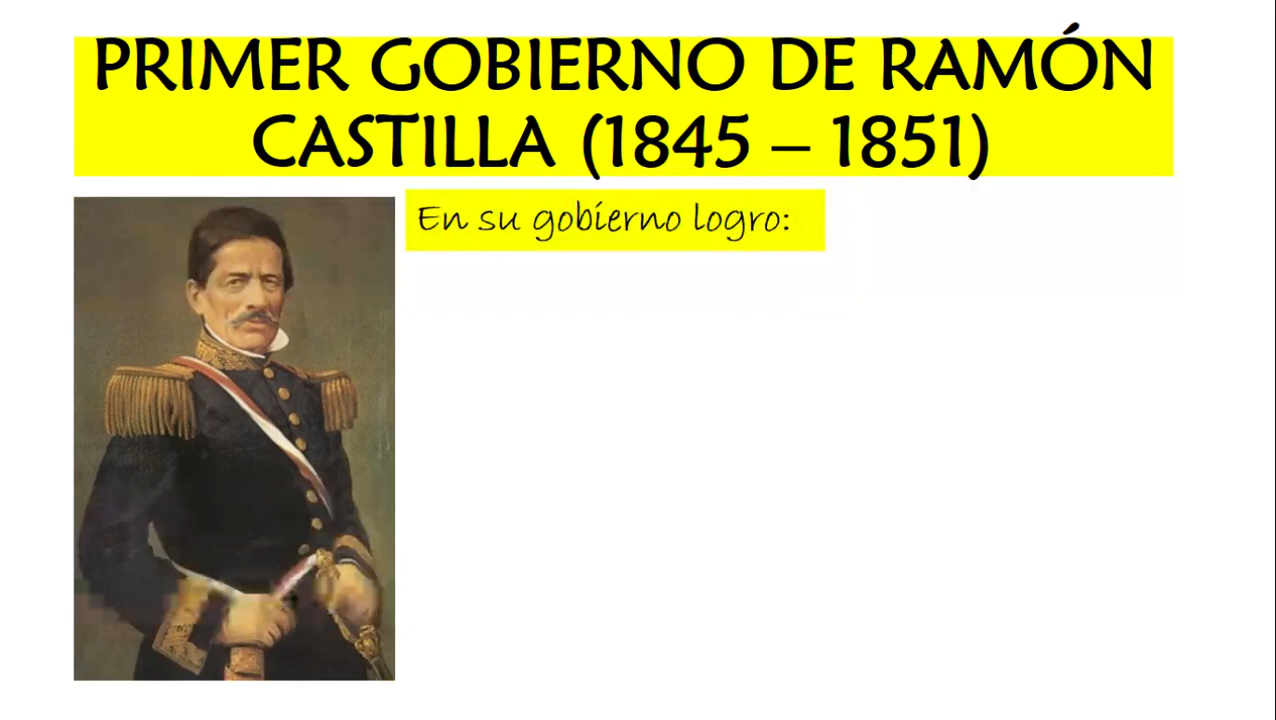 PRIMER GOBIERNO DE RAMÓN
CASTILLA (1845 – 1851)
En su gobierno logro: